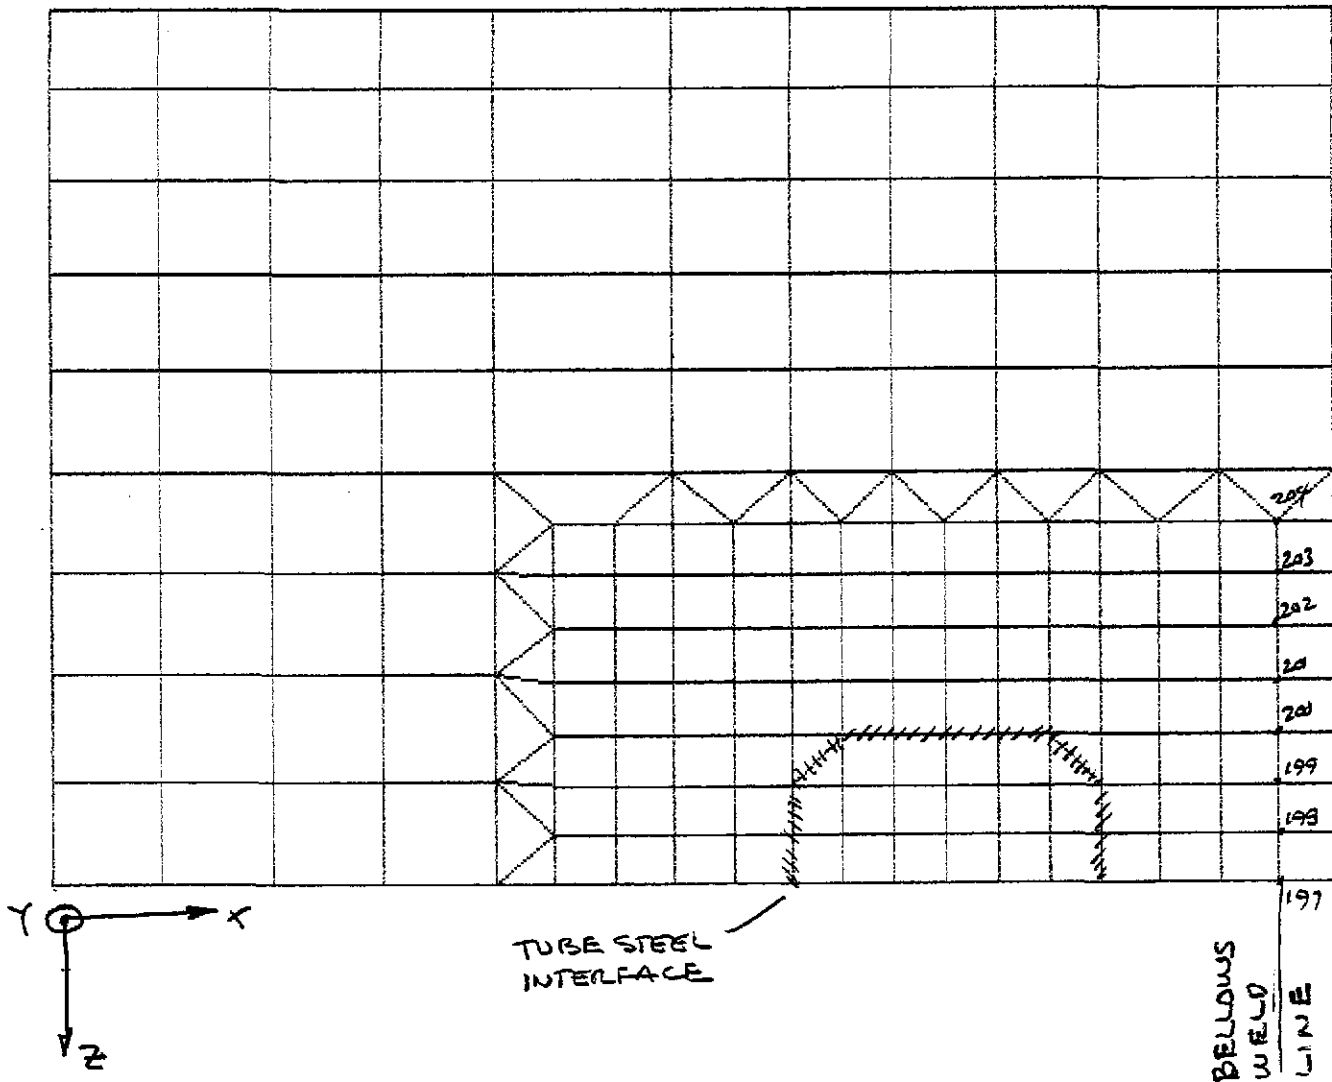 204
203
202
201
200
199
198
197
Y
X
Z
TUBE STEEL
INTERFACE
BELLOWS
WELD
LINE